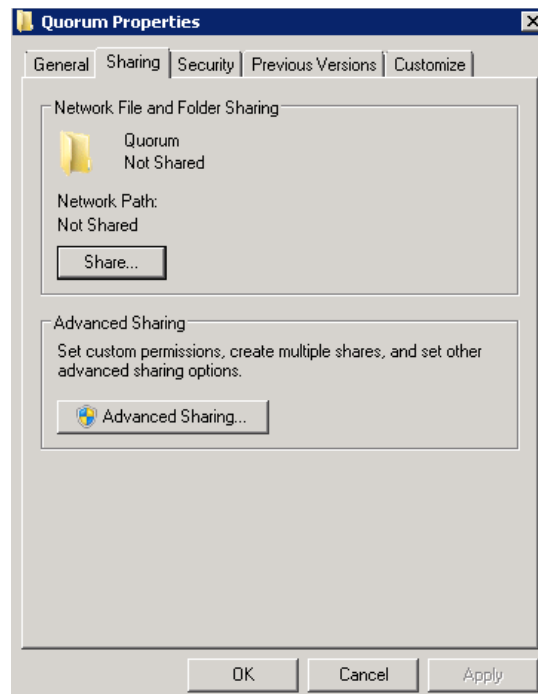 Quorum Properties
General
Sharing
Security
Previous Versions
Customize
Network File and Folder Sharing
Quorum
Not Shared
Network Path:
Not Shared
Share...
Advanced Sharing
Set custom permissions, create multiple shares, and set other
advanced sharing options.
Advanced Sharing...
OK
Cancel
Apply